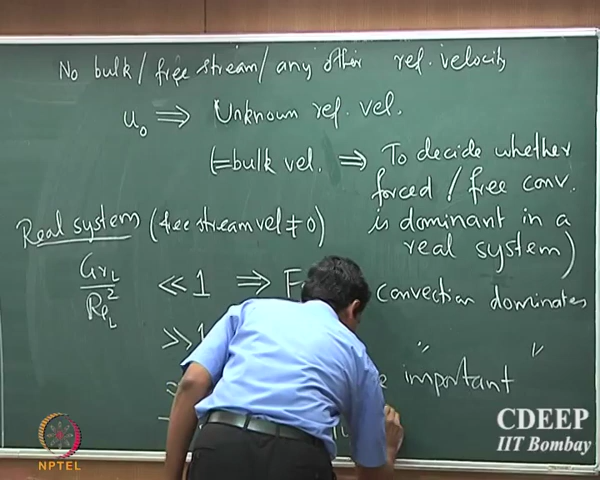 No bulk / free stream / any other ref. velocity
u₀ ⇒ Unknown ref. vel.
(= bulk vel. ⇒ To decide whether
forced / free conv.
is dominant in a
real system)
Real system (free stream vel ≠ 0)
Gr_L / Re_L² ≪ 1 ⇒ F convection dominates
≫ 1 " "
important
CDEEP
IIT Bombay
NPTEL